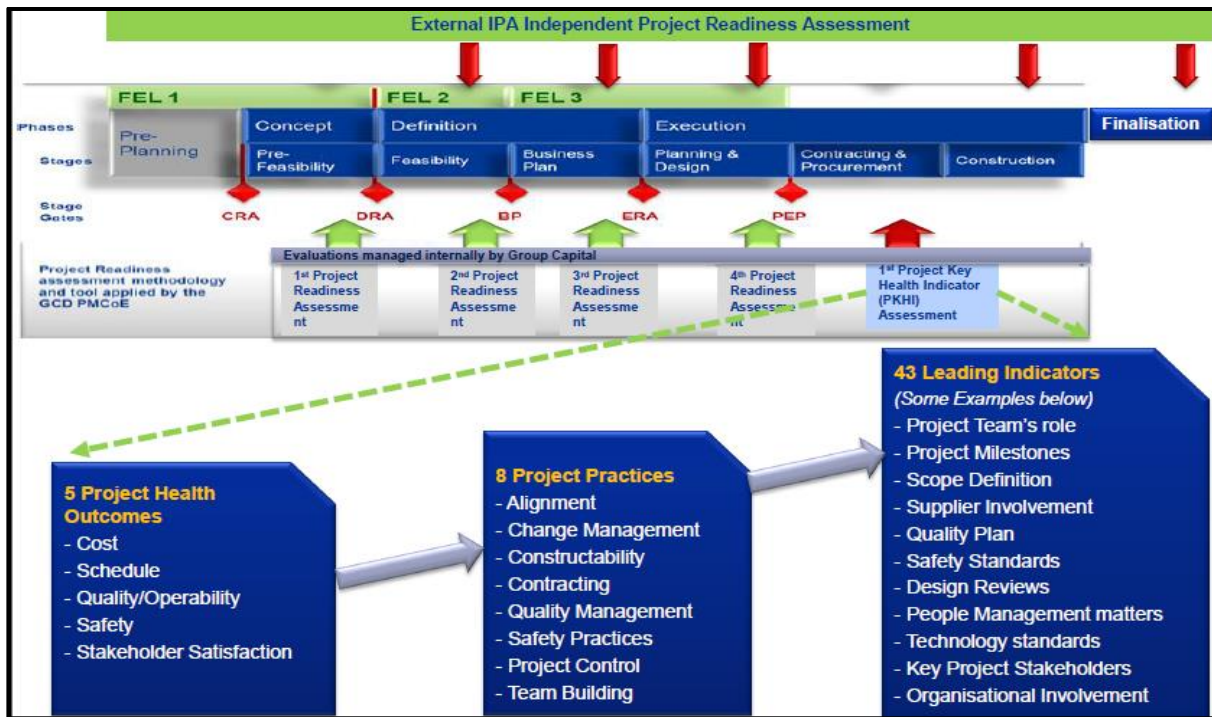 External IPA Independent Project Readiness Assessment
FEL 1
FEL 2
FEL 3
Phases
Pre-
Planning
Concept
Definition
Execution
Finalisation
Stages
Pre-
Feasibility
Feasibility
Business
Plan
Planning &
Design
Contracting &
Procurement
Construction
Stage
Gates
CRA
DRA
BP
ERA
PEP
Evaluations managed internally by Group Capital
Project Readiness
assessment methodology
and tool applied by the
GCD PMCoE
1st Project
Readiness
Assessme
nt
2nd Project
Readiness
Assessment
3rd Project
Readiness
Assessme
nt
4th Project
Readiness
Assessme
nt
1st Project Key
Health Indicator
(PKHI)
Assessment
5 Project Health
Outcomes
- Cost
- Schedule
- Quality/Operability
- Safety
- Stakeholder Satisfaction
8 Project Practices
- Alignment
- Change Management
- Constructability
- Contracting
- Quality Management
- Safety Practices
- Project Control
- Team Building
43 Leading Indicators
(Some Examples below)
- Project Team's role
- Project Milestones
- Scope Definition
- Supplier Involvement
- Quality Plan
- Safety Standards
- Design Reviews
- People Management matters
- Technology standards
- Key Project Stakeholders
- Organisational Involvement